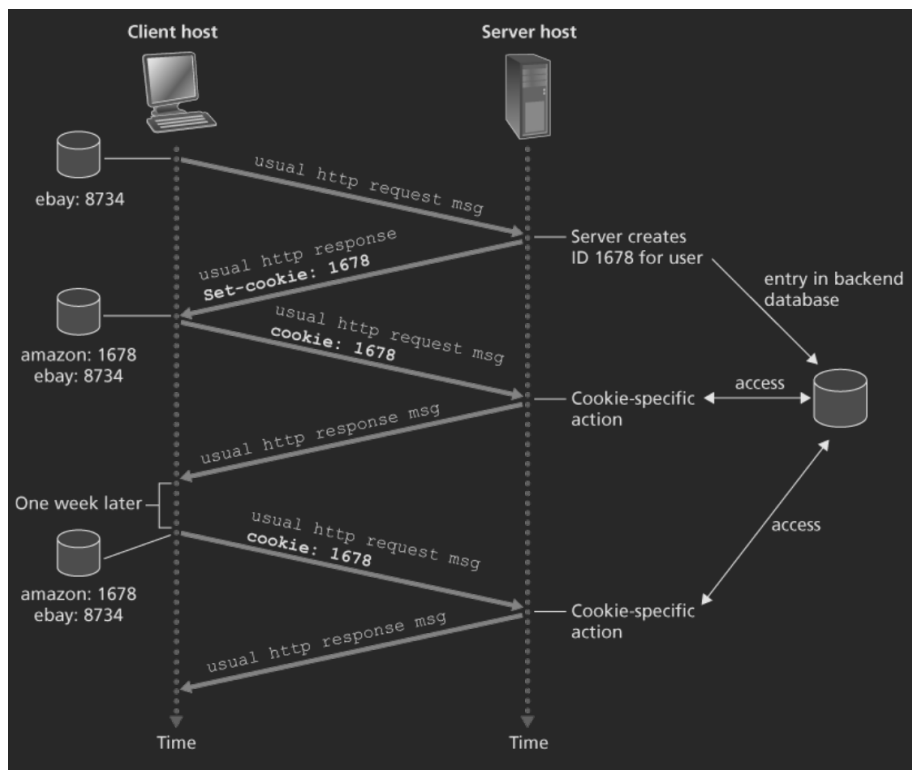 Client host
Server host
usual http request msg
ebay: 8734
Server creates
ID 1678 for user
usual http response
Set-cookie: 1678
entry in backend
database
usual http request msg
cookie: 1678
amazon: 1678
ebay: 8734
access
Cookie-specific
action
usual http response msg
One week later
usual http request msg
cookie: 1678
access
amazon: 1678
ebay: 8734
Cookie-specific
action
usual http response msg
Time
Time